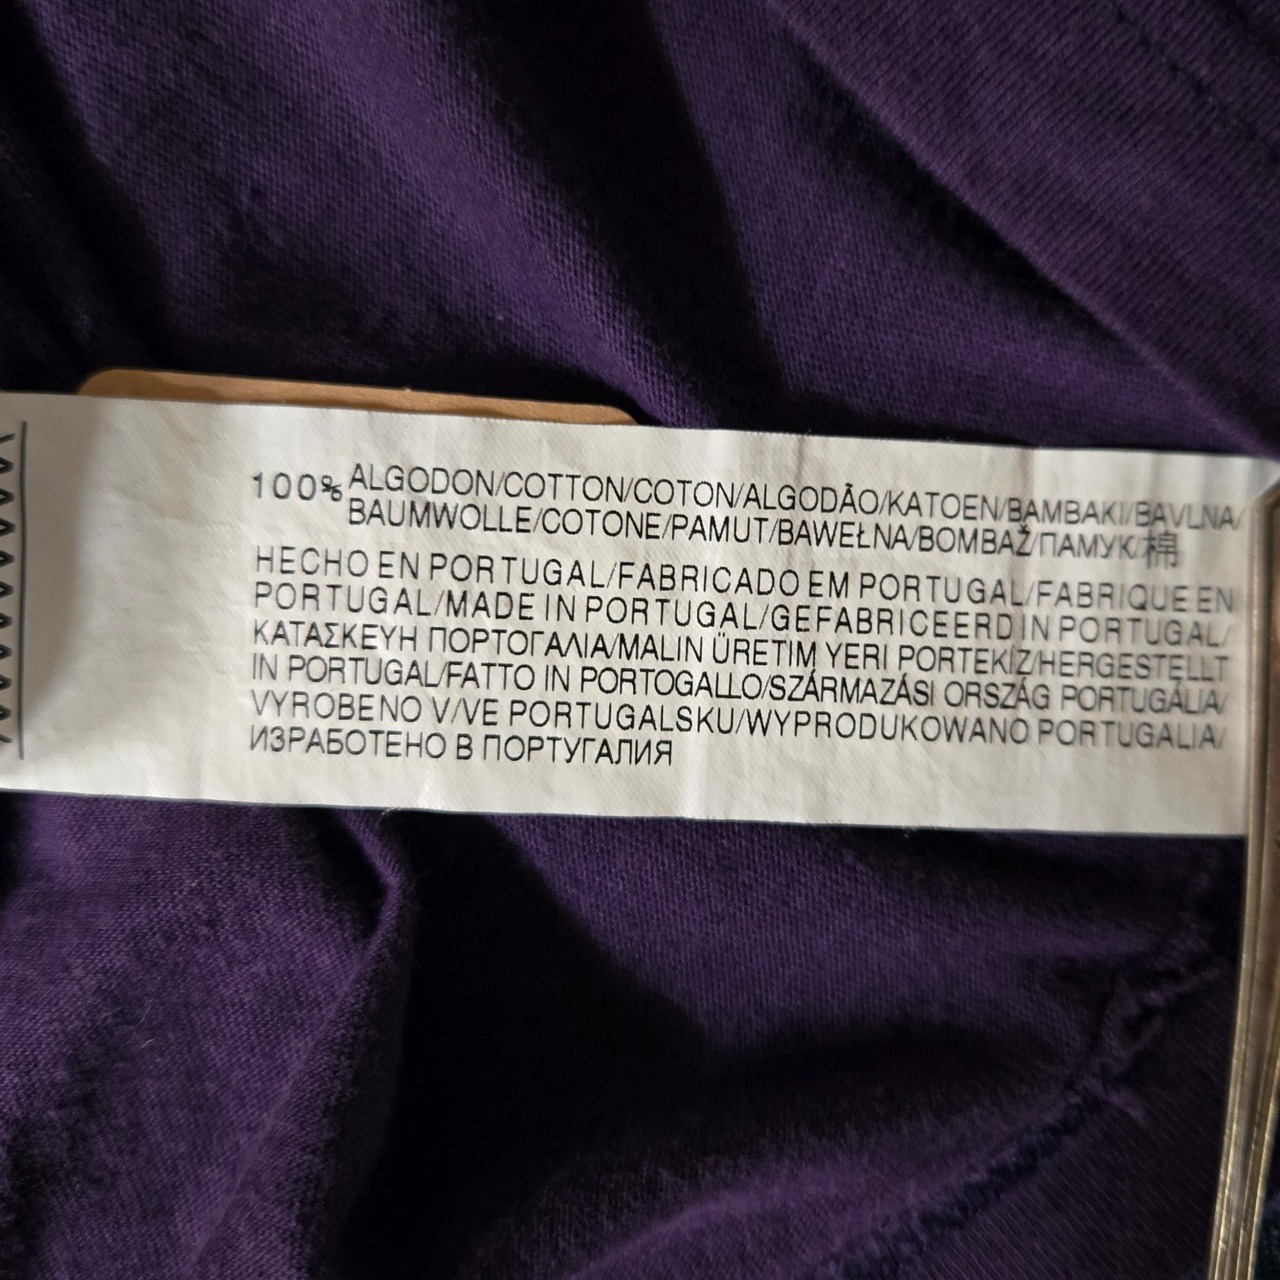 100% ALGODON/COTTON/COTON/ALGODÃO/KATOEN/BAMBAKI/BAVLNA/
BAUMWOLLE/COTONE/PAMUT/BAWEŁNA/BOMBAŽ/ПАМУК/棉
HECHO EN PORTUGAL/FABRICADO EM PORTUGAL/FABRIQUE EN
PORTUGAL/MADE IN PORTUGAL/GEFABRICEERD IN PORTUGAL/
ΚΑΤΑΣΚΕΥΗ ΠΟΡΤΟΓΑΛΙΑ/MALIN ÜRETIM YERI PORTEKİZ/HERGESTELLT
IN PORTUGAL/FATTO IN PORTOGALLO/SZÁRMAZÁSI ORSZÁG PORTUGÁLIA/
VYROBENO V/VE PORTUGALSKU/WYPRODUKOWANO PORTUGALIA/
ИЗРАБОТЕНО В ПОРТУГАЛИЯ